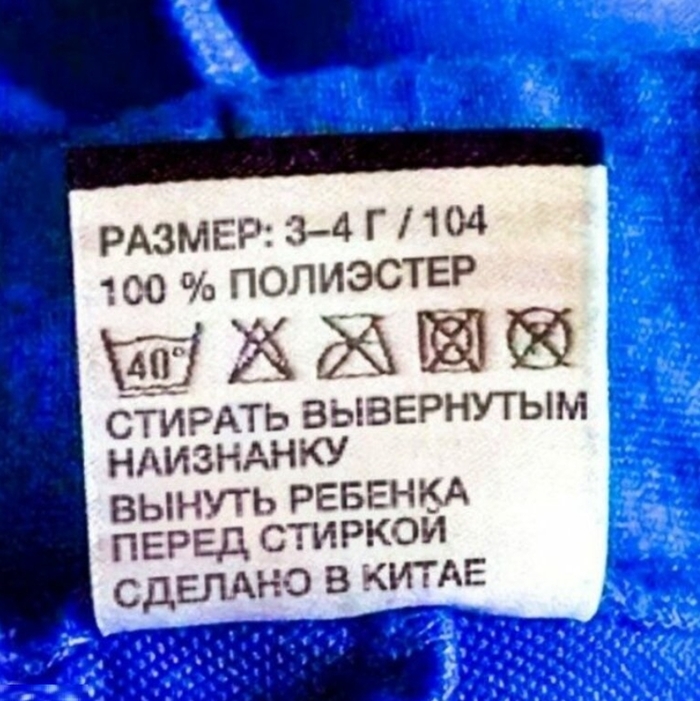 РАЗМЕР: 3–4 Г / 104
100 % ПОЛИЭСТЕР
40°
СТИРАТЬ ВЫВЕРНУТЫМ
НАИЗНАНКУ
ВЫНУТЬ РЕБЕНКА
ПЕРЕД СТИРКОЙ
СДЕЛАНО В КИТАЕ